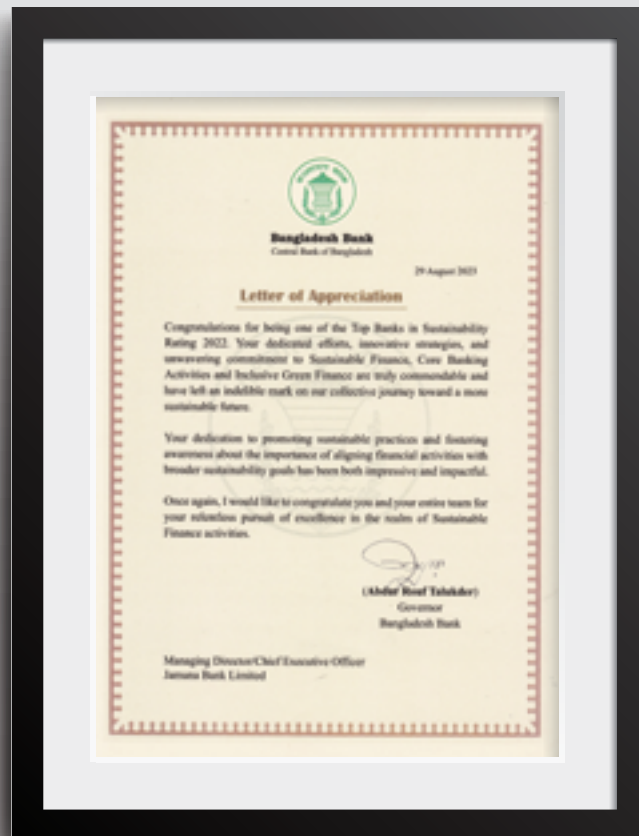 Bangladesh Bank
Central Bank of Bangladesh
29 August 2023
Letter of Appreciation
Congratulations for being one of the Top Banks in Sustainability
Rating 2022. Your dedicated efforts, innovative strategies, and
unwavering commitment to Sustainable Finance, Core Banking
Activities and Inclusive Green Finance are truly commendable and
have left an indelible mark on our collective journey toward a more
sustainable future.
Your dedication to promoting sustainable practices and fostering
awareness about the importance of aligning financial activities with
broader sustainability goals has been both impressive and impactful.
Once again, I would like to congratulate you and your entire team for
your relentless pursuit of excellence in the realm of Sustainable
Finance activities.
(Abdur Rouf Talukder)
Governor
Bangladesh Bank
Managing Director/Chief Executive Officer
Jamuna Bank Limited